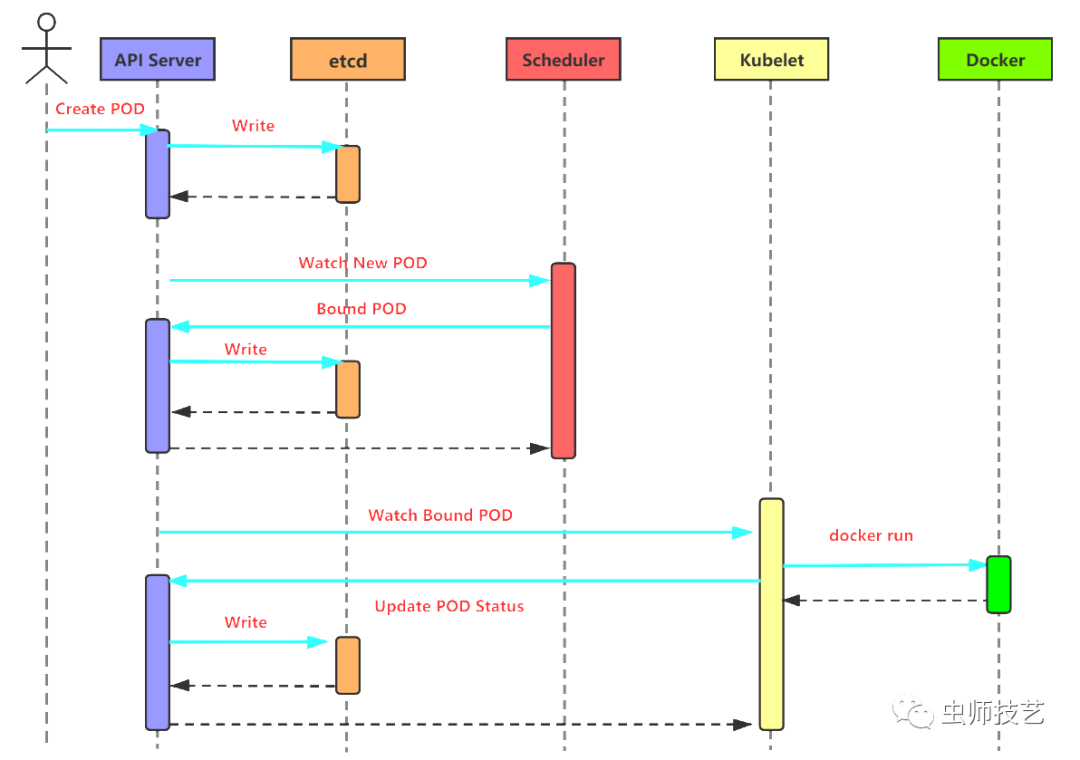 API Server
etcd
Scheduler
Kubelet
Docker
Create POD
Write
Watch New POD
Bound POD
Write
Watch Bound POD
docker run
Update POD Status
Write
虫师技艺